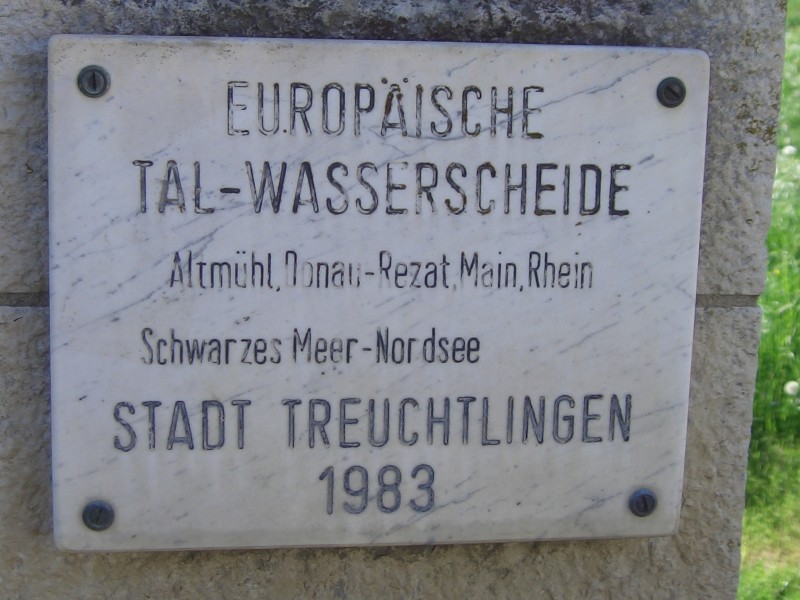 EUROPÄISCHE
TAL-WASSERSCHEIDE
Altmühl,Donau-Rezat,Main,Rhein
Schwarzes Meer-Nordsee
STADT TREUCHTLINGEN
1983